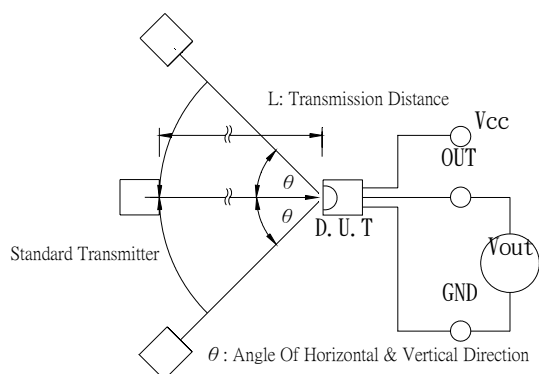 L: Transmission Distance
Vcc
OUT
θ
θ
D. U. T
Standard Transmitter
Vout
GND
θ : Angle Of Horizontal & Vertical Direction